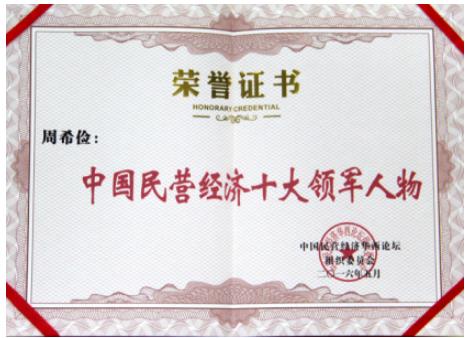 荣誉证书
HONORARY CREDENTIAL
周希俭：
中国民营经济十大领军人物
中国民营经济华西论坛
组织委员会
二〇一六年五月